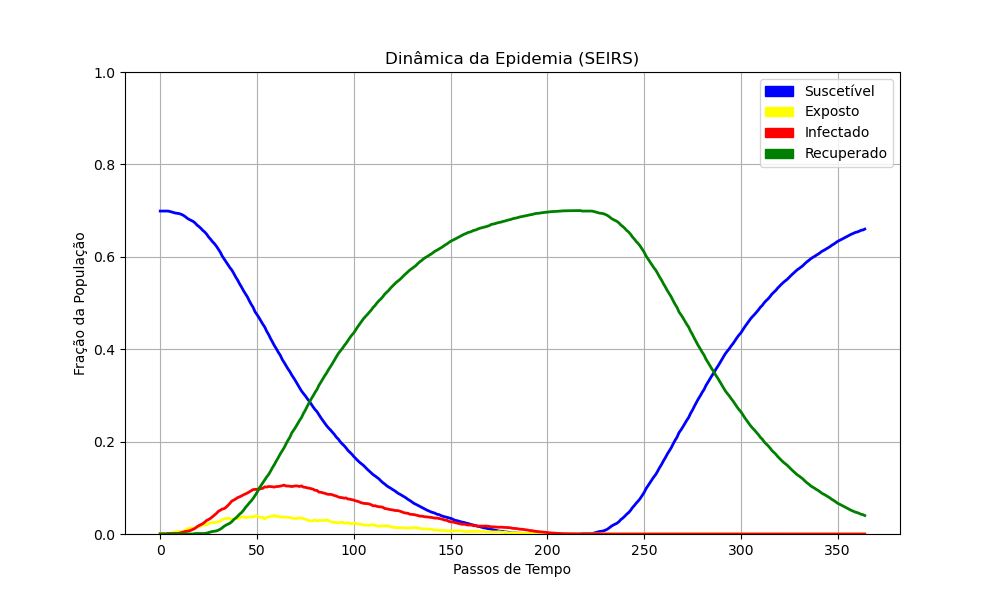 Dinâmica da Epidemia (SEIRS)
1.0
0.8
0.6
0.4
0.2
0.0
Fração da População
Suscetível
Exposto
Infectado
Recuperado
0 50 100 150 200 250 300 350
Passos de Tempo